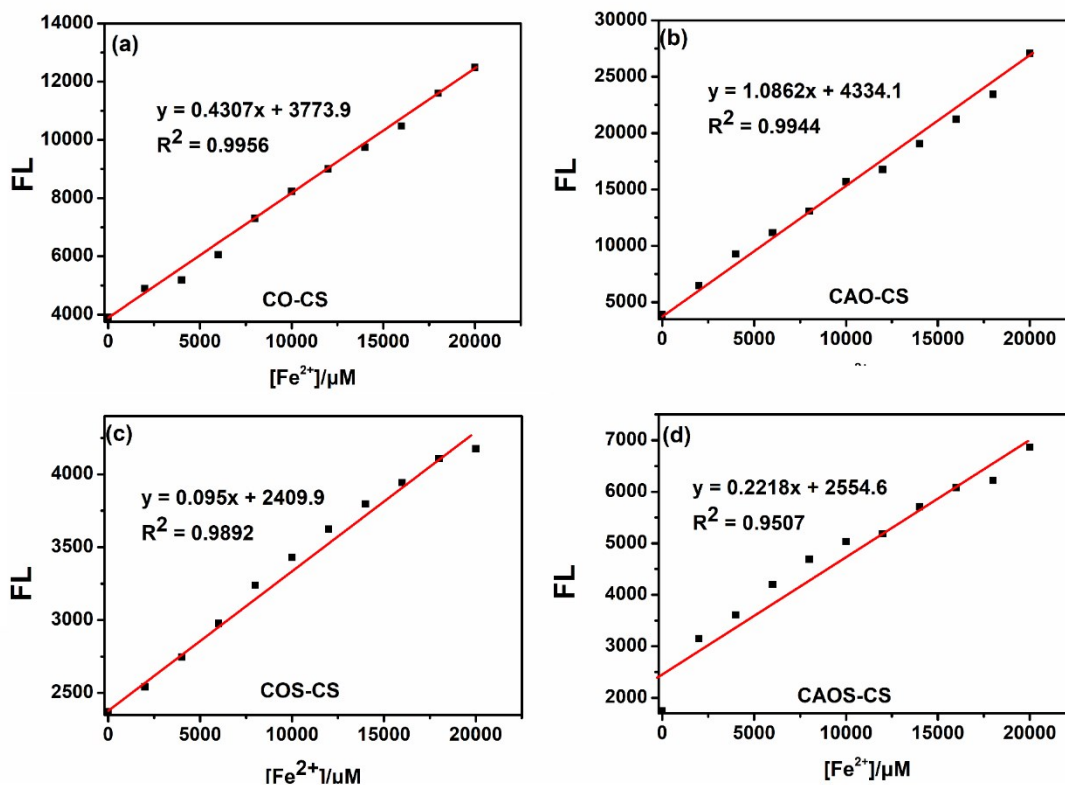 (a)
14000
12000
10000
8000
6000
4000
FL
y = 0.4307x + 3773.9
R² = 0.9956
CO-CS
0 5000 10000 15000 20000
[Fe²⁺]/µM
(b)
30000
25000
20000
15000
10000
5000
FL
y = 1.0862x + 4334.1
R² = 0.9944
CAO-CS
0 5000 10000 15000 20000
2+
(c)
4000
3500
3000
2500
FL
y = 0.095x + 2409.9
R² = 0.9892
COS-CS
0 5000 10000 15000 20000
[Fe²⁺]/µM
(d)
7000
6000
5000
4000
3000
2000
FL
y = 0.2218x + 2554.6
R² = 0.9507
CAOS-CS
0 5000 10000 15000 20000
[Fe²⁺]/µM